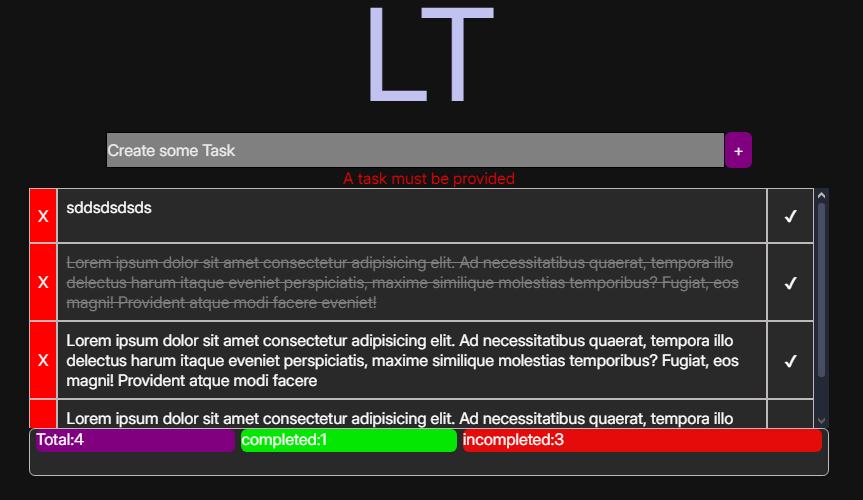 LT
Create some Task
+
A task must be provided
X
sddsdsdsds
✓
X
Lorem ipsum dolor sit amet consectetur adipisicing elit. Ad necessitatibus quaerat, tempora illo
delectus harum itaque eveniet perspiciatis, maxime similique molestias temporibus? Fugiat, eos
magni! Provident atque modi facere eveniet!
✓
X
Lorem ipsum dolor sit amet consectetur adipisicing elit. Ad necessitatibus quaerat, tempora illo
delectus harum itaque eveniet perspiciatis, maxime similique molestias temporibus? Fugiat, eos
magni! Provident atque modi facere
✓
Lorem ipsum dolor sit amet consectetur adipisicing elit. Ad necessitatibus quaerat, tempora illo
Total:4
completed:1
incompleted:3